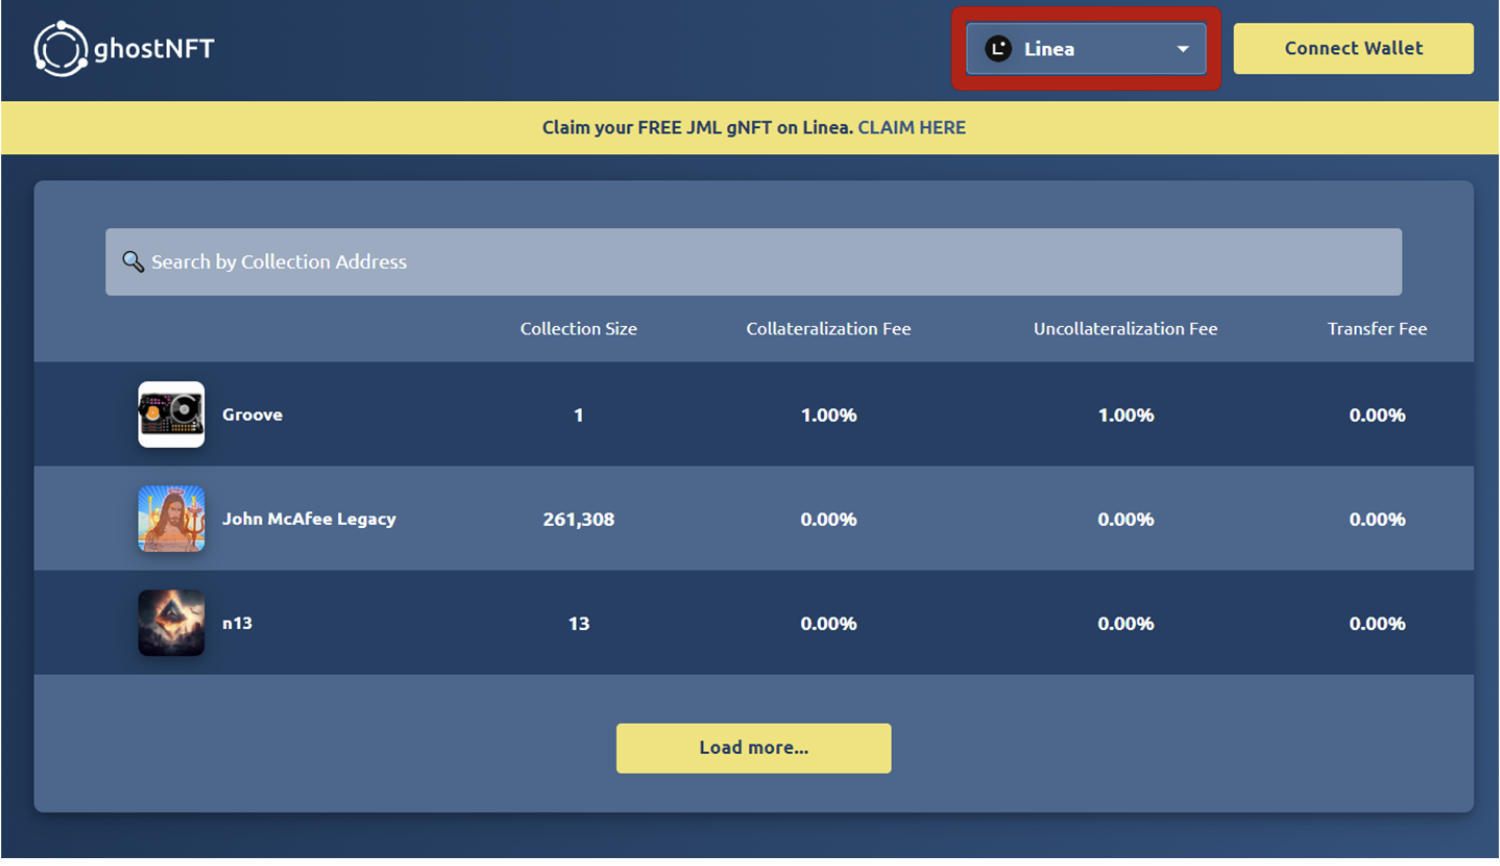 ghostNFT
Linea
Connect Wallet
Claim your FREE JML gNFT on Linea. CLAIM HERE
Search by Collection Address
Collection Size Collateralization Fee Uncollateralization Fee Transfer Fee
Groove 1 1.00% 1.00% 0.00%
John McAfee Legacy 261,308 0.00% 0.00% 0.00%
n13 13 0.00% 0.00% 0.00%
Load more...